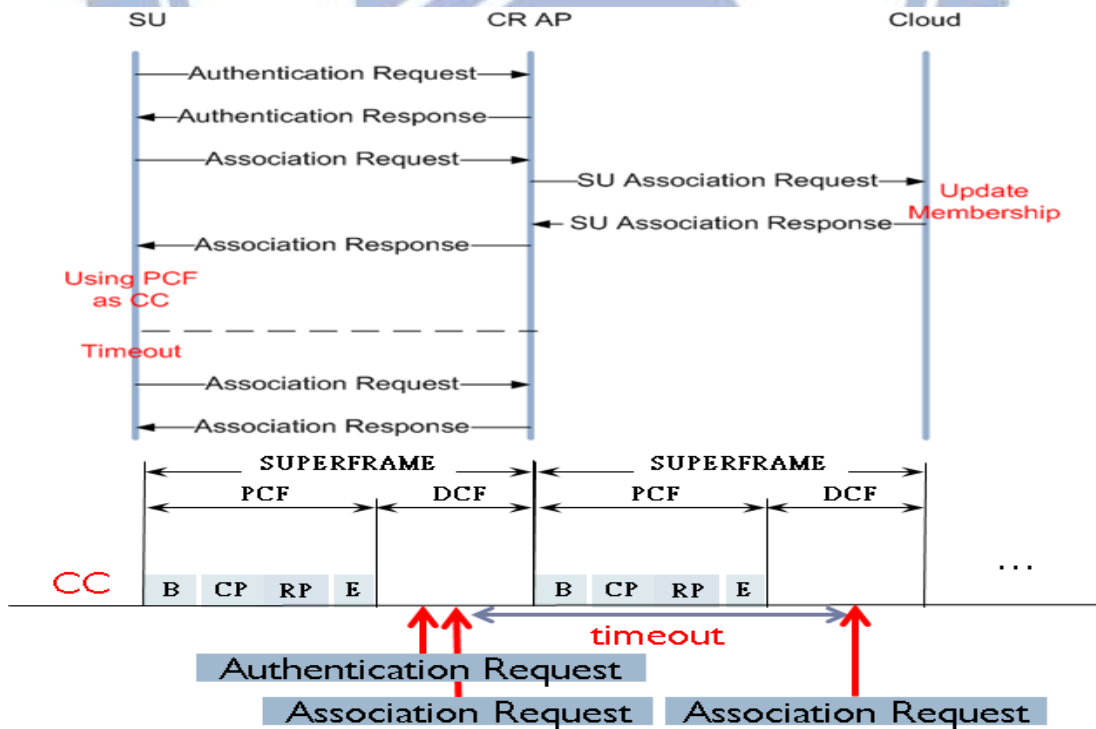 SU CR AP Cloud
Authentication Request
Authentication Response
Association Request
SU Association Request
Update
Membership
SU Association Response
Association Response
Using PCF
as CC
Timeout
Association Request
Association Response
SUPERFRAME SUPERFRAME
PCF DCF PCF DCF
CC B CP RP E B CP RP E ...
timeout
Authentication Request
Association Request Association Request